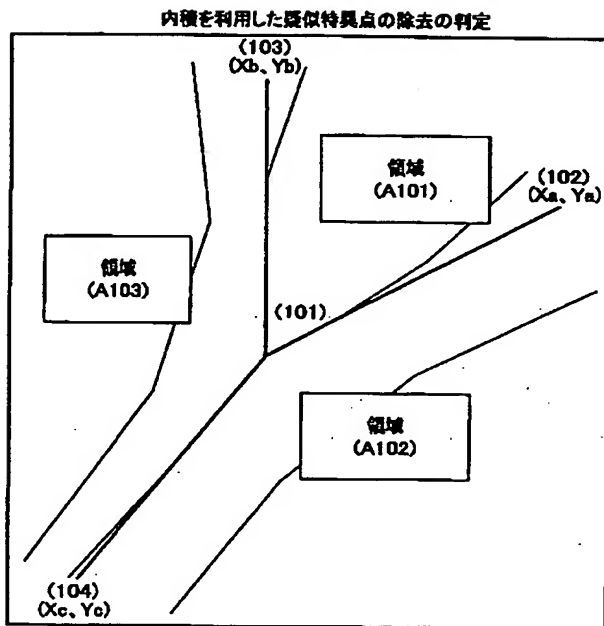 内積を利用した疑似特異点の除去の判定
(103)
(Xb、Yb)
領域
(A101)
(102)
(Xa、Ya)
領域
(A103)
(101)
領域
(A102)
(104)
(Xc、Yc)